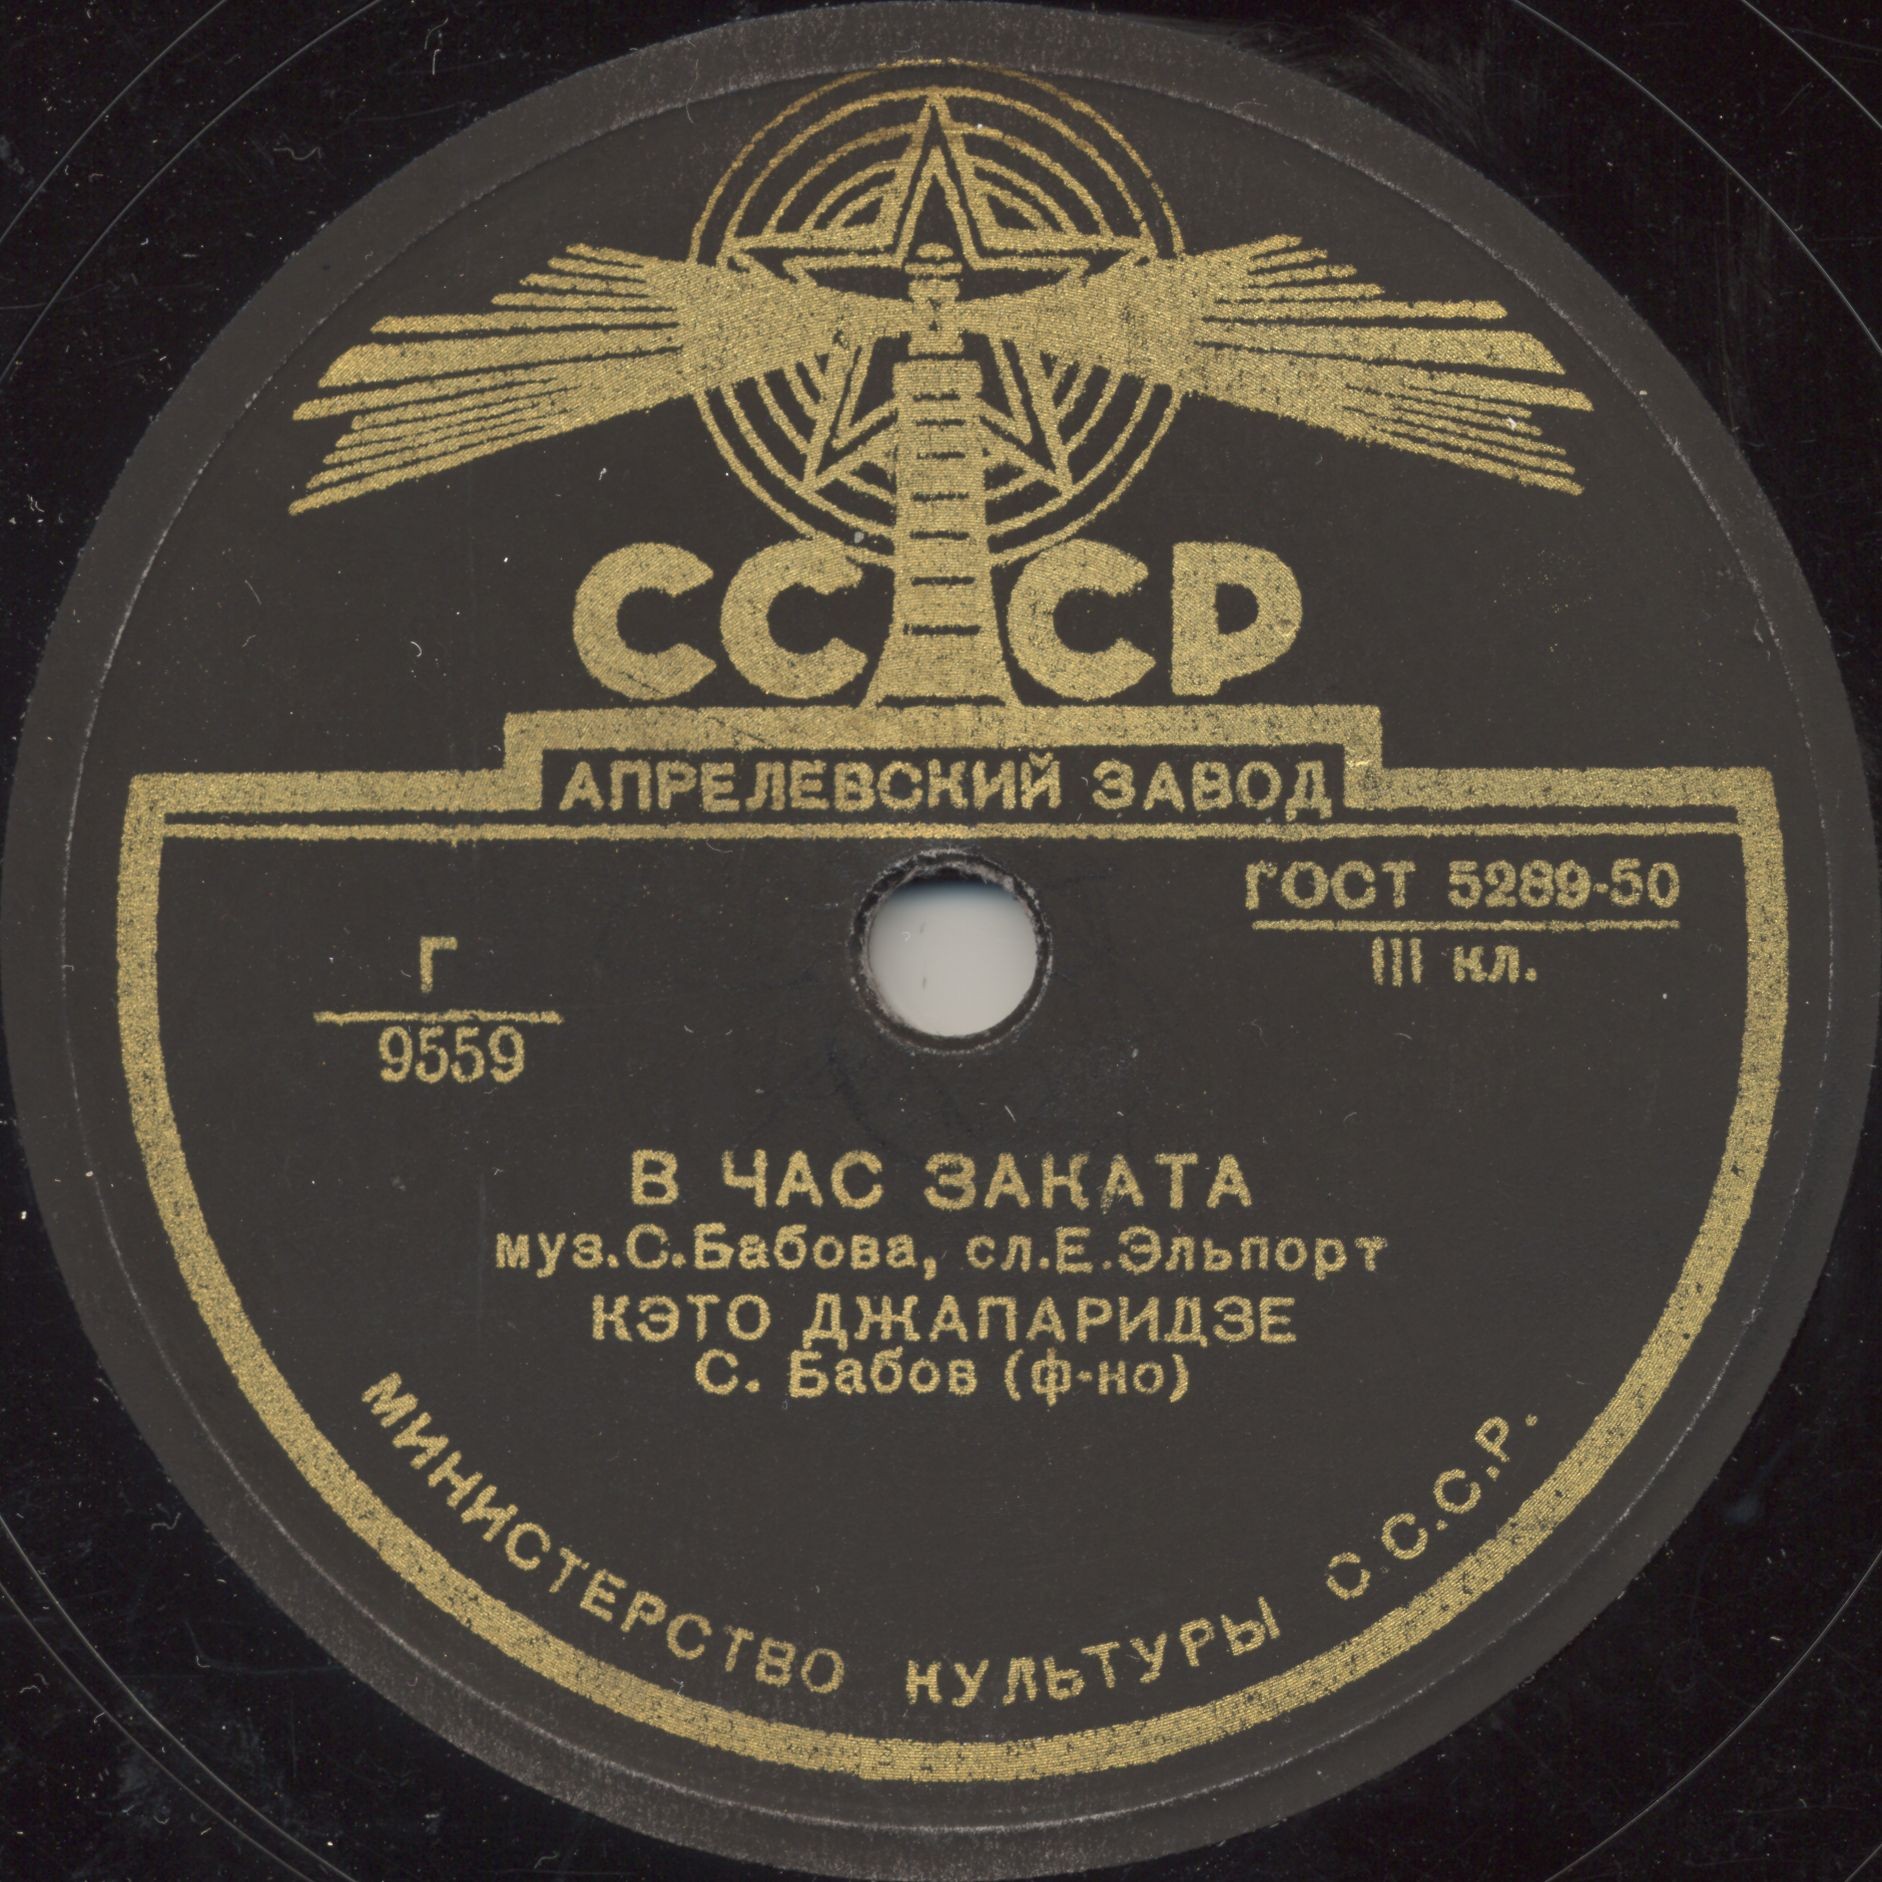 СССР
АПРЕЛЕВСКИЙ ЗАВОД
ГОСТ 5289-50
III кл.
Г
9559
В ЧАС ЗАКАТА
муз.С.Бабова, сл.Е.Эльпорт
КЭТО ДЖАПАРИДЗЕ
С. Бабов (ф-но)
МИНИСТЕРСТВО КУЛЬТУРЫ С.С.С.Р.